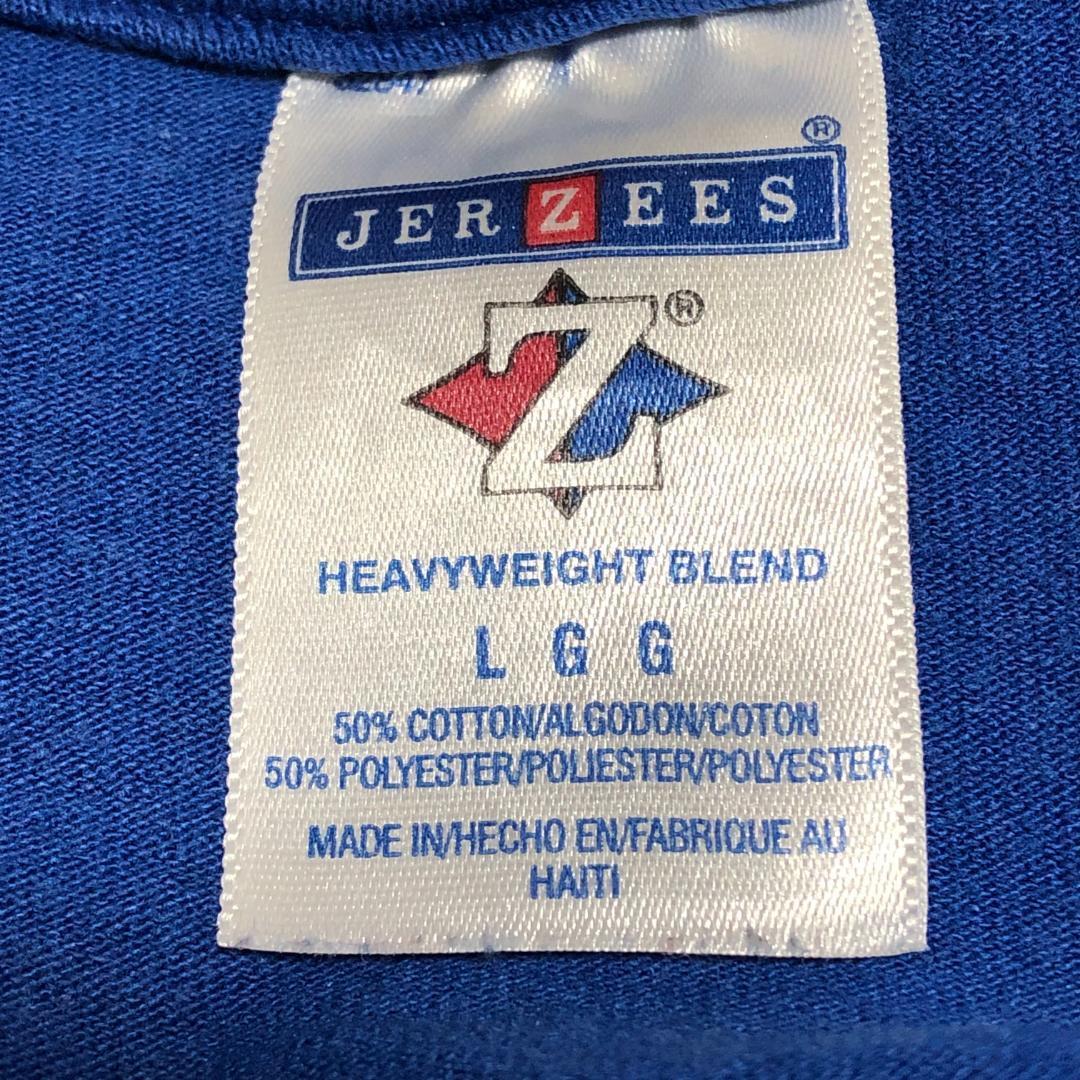 ®
JERZEES
Z®
HEAVYWEIGHT BLEND
L G G
50% COTTON/ALGODON/COTON
50% POLYESTER/POLIESTER/POLYESTER
MADE IN/HECHO EN/FABRIQUE AU
HAITI